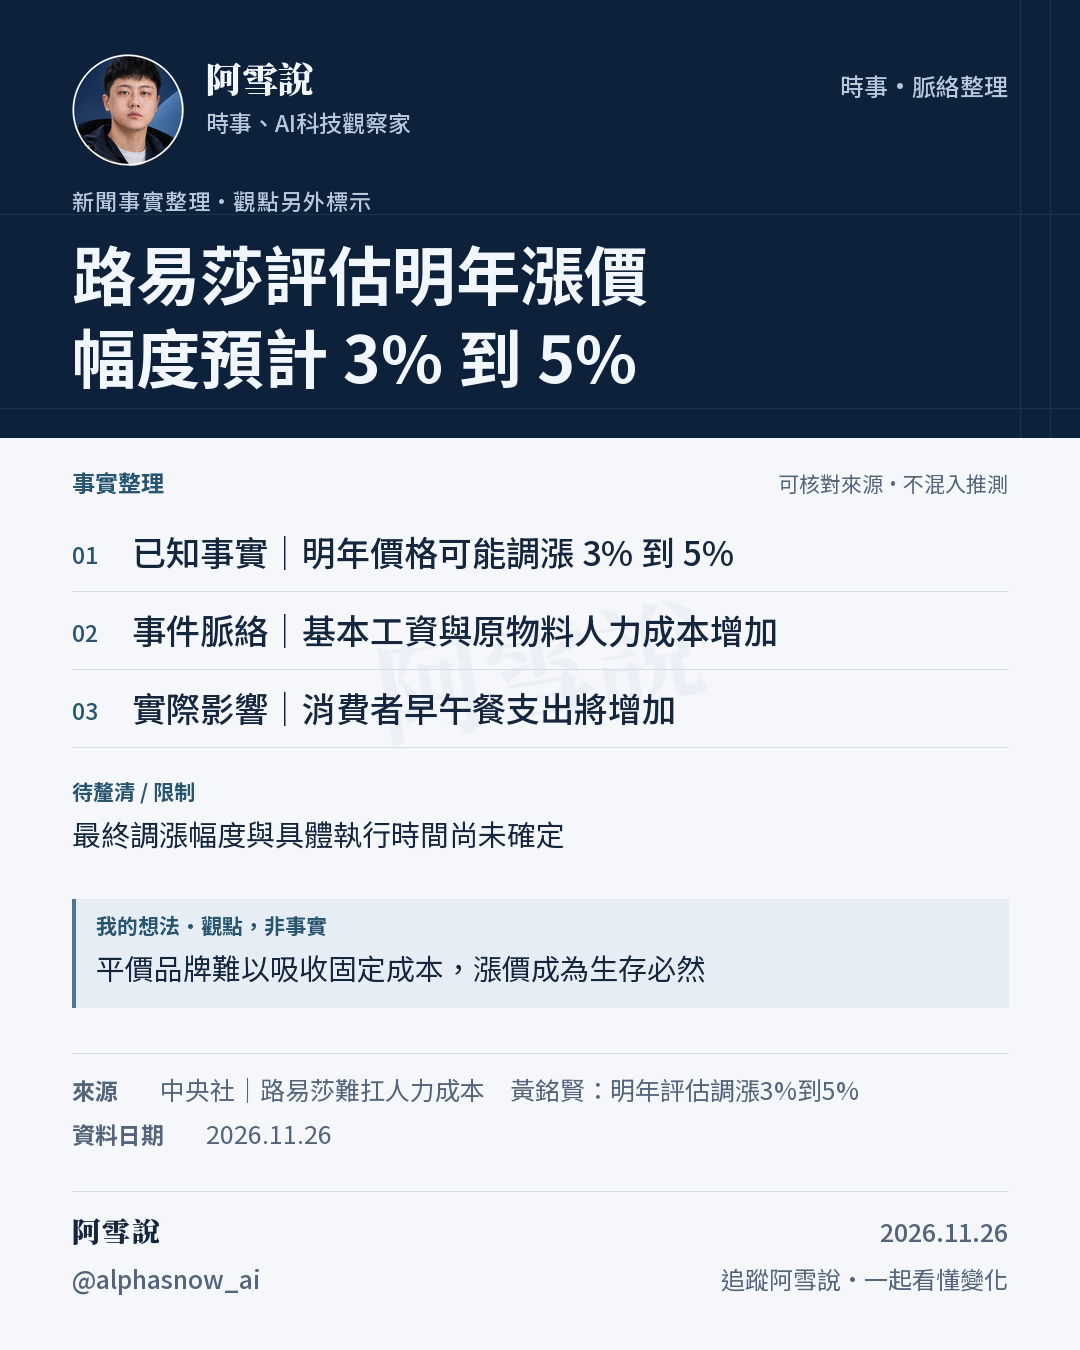 阿雪說
時事、AI科技觀察家
時事・脈絡整理
新聞事實整理・觀點另外標示
路易莎評估明年漲價
幅度預計 3% 到 5%
事實整理
可核對來源・不混入推測
01 已知事實｜明年價格可能調漲 3% 到 5%
02 事件脈絡｜基本工資與原物料人力成本增加
03 實際影響｜消費者早午餐支出將增加
阿雪說
待釐清 / 限制
最終調漲幅度與具體執行時間尚未確定
我的想法・觀點，非事實
平價品牌難以吸收固定成本，漲價成為生存必然
來源 中央社｜路易莎難扛人力成本　黃銘賢：明年評估調漲3%到5%
資料日期 2026.11.26
阿雪說
2026.11.26
@alphasnow_ai
追蹤阿雪說・一起看懂變化